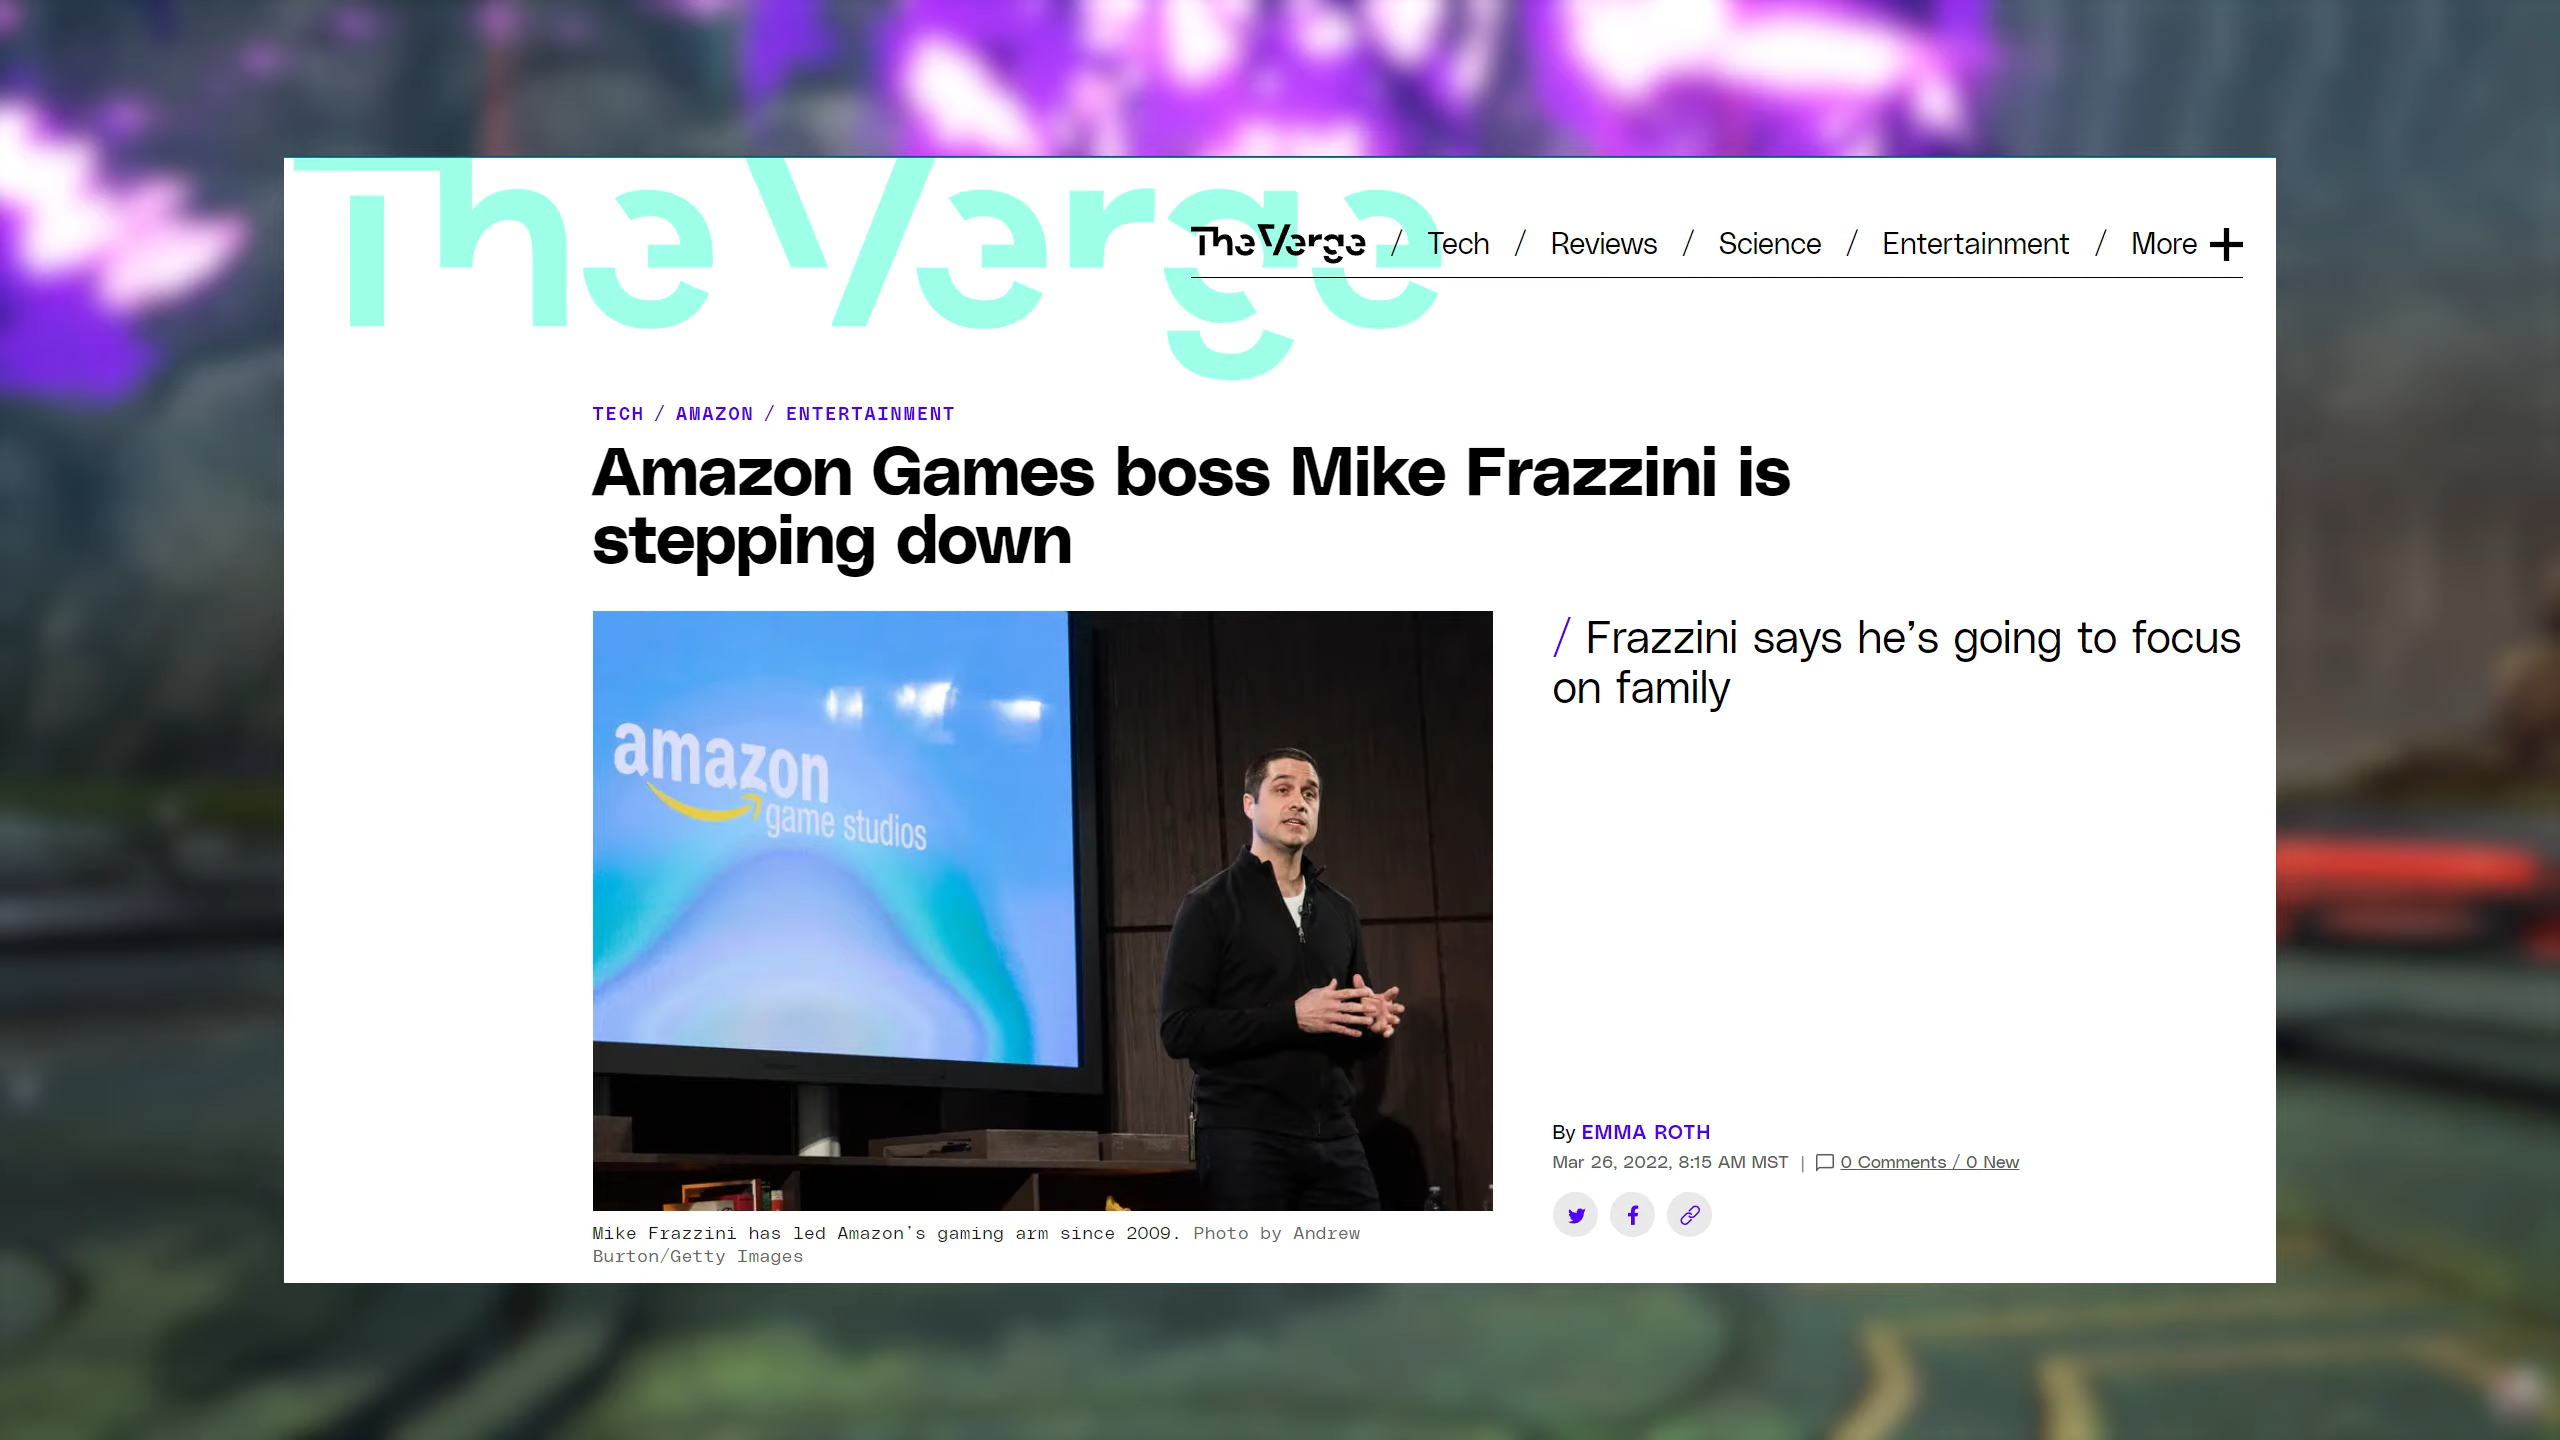 The Verge
The Verge / Tech / Reviews / Science / Entertainment / More +
TECH / AMAZON / ENTERTAINMENT
Amazon Games boss Mike Frazzini is
stepping down
/ Frazzini says he’s going to focus
on family
amazon
game studios
By EMMA ROTH
Mar 26, 2022, 8:15 AM MST | 0 Comments / 0 New
Mike Frazzini has led Amazon’s gaming arm since 2009. Photo by Andrew
Burton/Getty Images